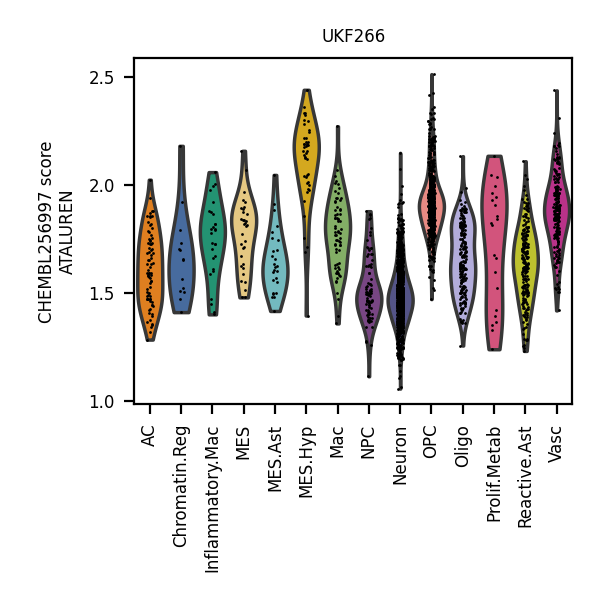 UKF266
CHEMBL256997 score
ATALUREN
2.5
2.0
1.5
1.0
AC
Chromatin.Reg
Inflammatory.Mac
MES
MES.Ast
MES.Hyp
Mac
NPC
Neuron
OPC
Oligo
Prolif.Metab
Reactive.Ast
Vasc